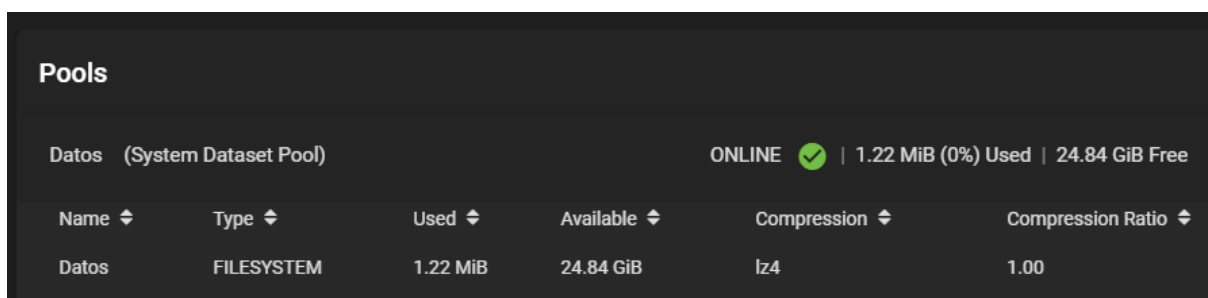 Pools
Datos (System Dataset Pool) ONLINE | 1.22 MiB (0%) Used | 24.84 GiB Free
Name Type Used Available Compression Compression Ratio
Datos FILESYSTEM 1.22 MiB 24.84 GiB lz4 1.00